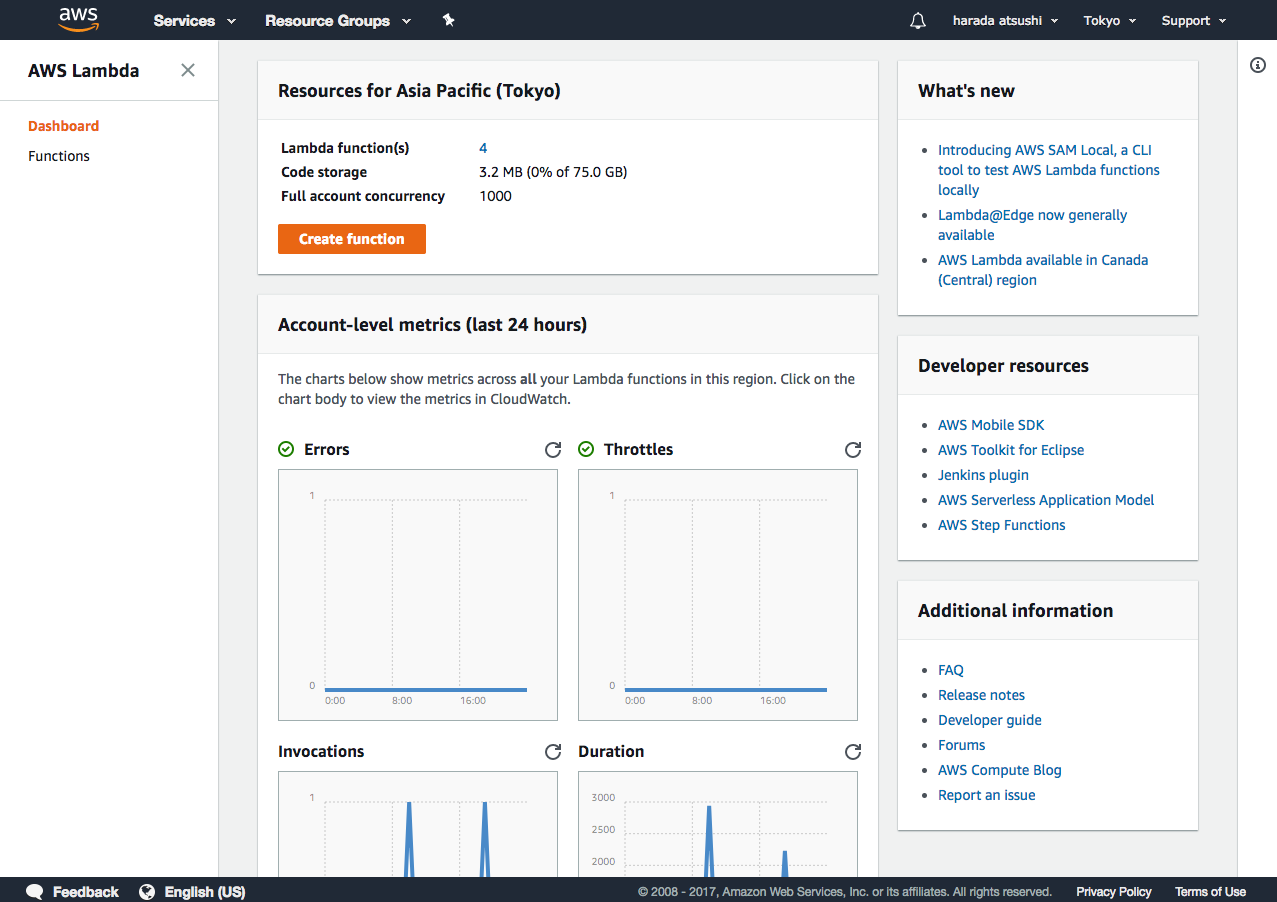 aws
Services
Resource Groups
harada atsushi
Tokyo
Support
AWS Lambda
Dashboard
Functions
Resources for Asia Pacific (Tokyo)
Lambda function(s) 4
Code storage 3.2 MB (0% of 75.0 GB)
Full account concurrency 1000
Create function
Account-level metrics (last 24 hours)
The charts below show metrics across all your Lambda functions in this region. Click on the
chart body to view the metrics in CloudWatch.
Errors
1
0
0:00 8:00 16:00
Throttles
1
0
0:00 8:00 16:00
Invocations
1
Duration
3000
2500
2000
What's new
Introducing AWS SAM Local, a CLI
tool to test AWS Lambda functions
locally
Lambda@Edge now generally
available
AWS Lambda available in Canada
(Central) region
Developer resources
AWS Mobile SDK
AWS Toolkit for Eclipse
Jenkins plugin
AWS Serverless Application Model
AWS Step Functions
Additional information
FAQ
Release notes
Developer guide
Forums
AWS Compute Blog
Report an issue
Feedback
English (US)
© 2008 - 2017, Amazon Web Services, Inc. or its affiliates. All rights reserved.
Privacy Policy
Terms of Use